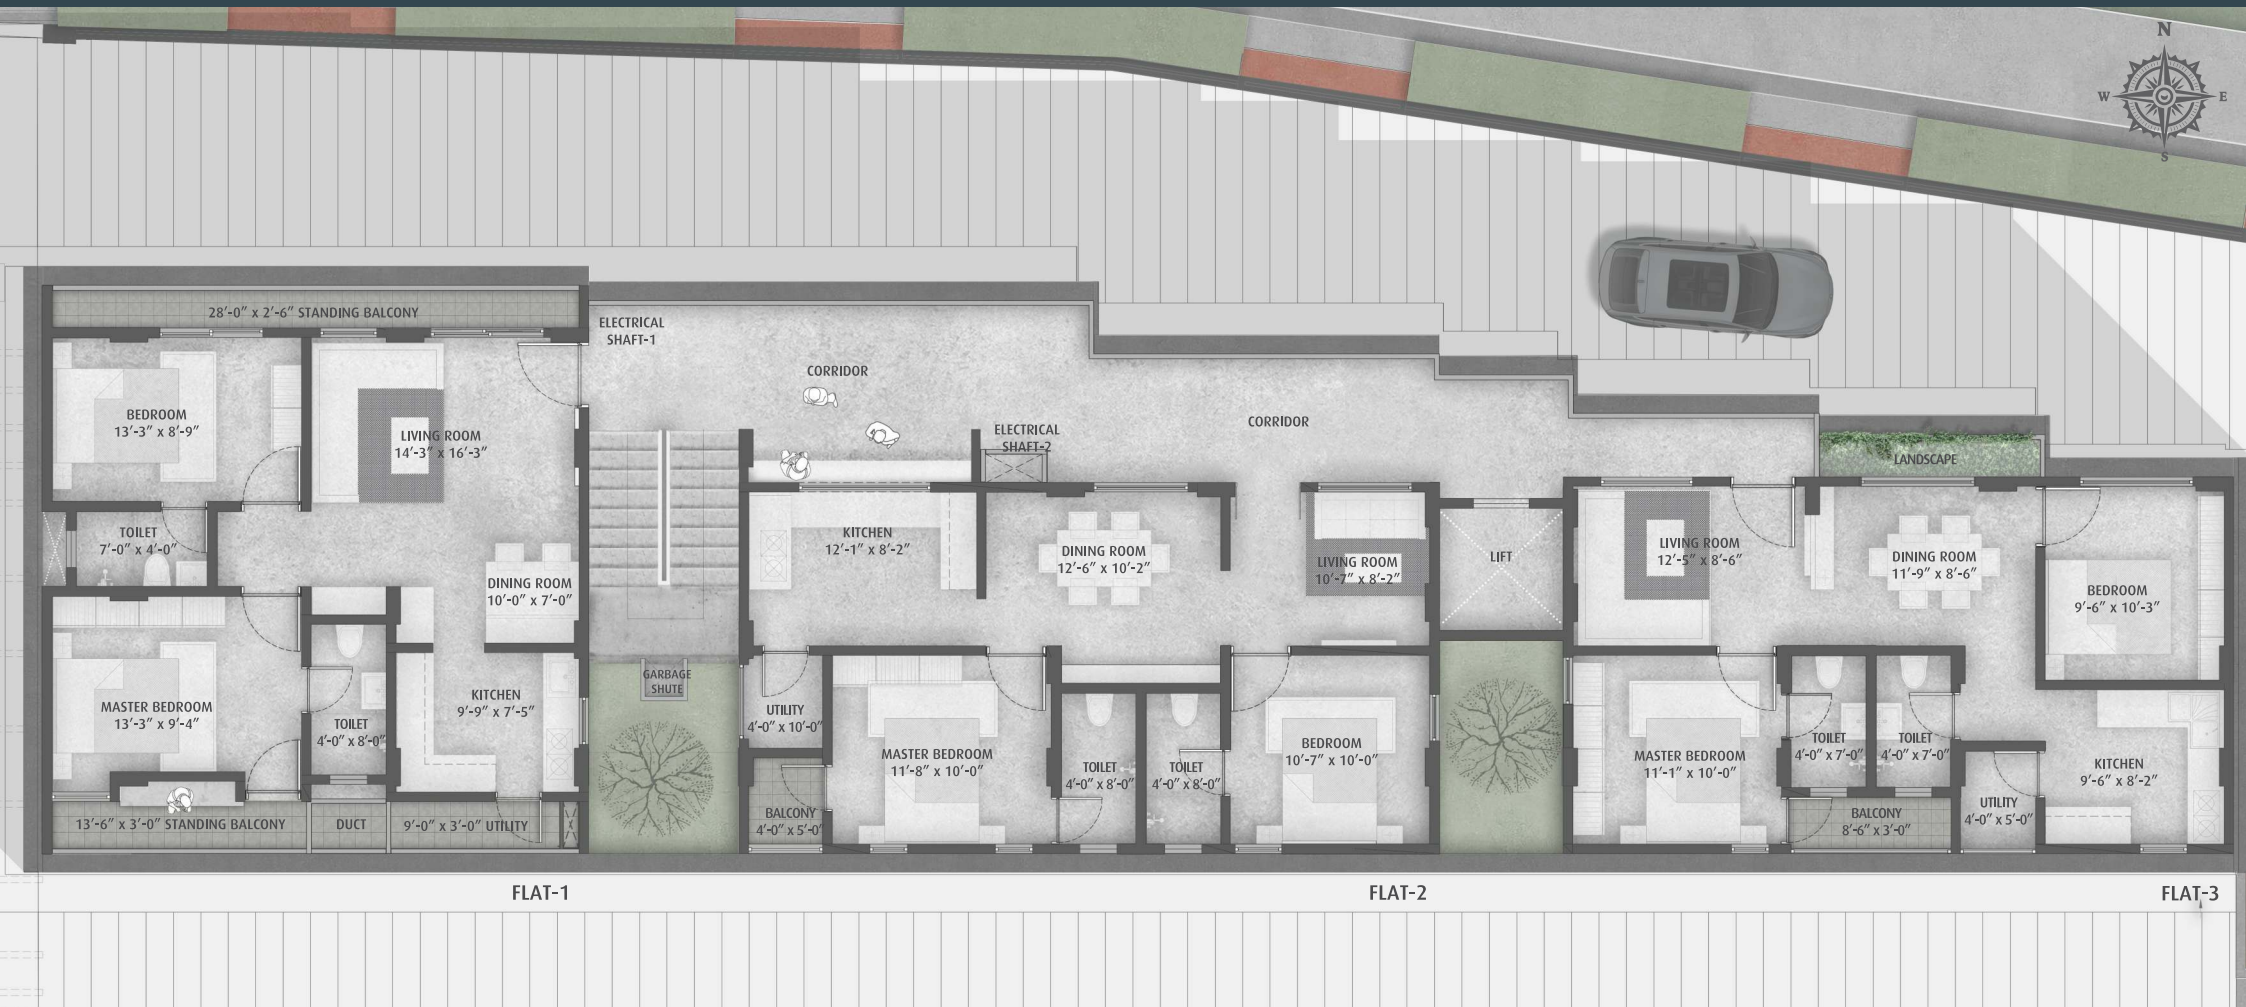 N
W
E
S
28'-0" x 2'-6" STANDING BALCONY
ELECTRICAL
SHAFT-1
CORRIDOR
BEDROOM
13'-3" x 8'-9"
LIVING ROOM
14'-3" x 16'-3"
ELECTRICAL
SHAFT-2
CORRIDOR
LANDSCAPE
TOILET
7'-0" x 4'-0"
KITCHEN
12'-1" x 8'-2"
DINING ROOM
12'-6" x 10'-2"
LIVING ROOM
10'-7" x 8'-2"
LIFT
LIVING ROOM
12'-5" x 8'-6"
DINING ROOM
11'-9" x 8'-6"
BEDROOM
9'-6" x 10'-3"
DINING ROOM
10'-0" x 7'-0"
MASTER BEDROOM
13'-3" x 9'-4"
TOILET
4'-0" x 8'-0"
KITCHEN
9'-9" x 7'-5"
GARBAGE
SHUTE
UTILITY
4'-0" x 10'-0"
MASTER BEDROOM
11'-8" x 10'-0"
TOILET
4'-0" x 8'-0"
TOILET
4'-0" x 8'-0"
BEDROOM
10'-7" x 10'-0"
MASTER BEDROOM
11'-1" x 10'-0"
TOILET
4'-0" x 7'-0"
TOILET
4'-0" x 7'-0"
KITCHEN
9'-6" x 8'-2"
13'-6" x 3'-0" STANDING BALCONY
DUCT
9'-0" x 3'-0" UTILITY
BALCONY
4'-0" x 5'-0"
BALCONY
8'-6" x 3'-0"
UTILITY
4'-0" x 5'-0"
FLAT-1
FLAT-2
FLAT-3